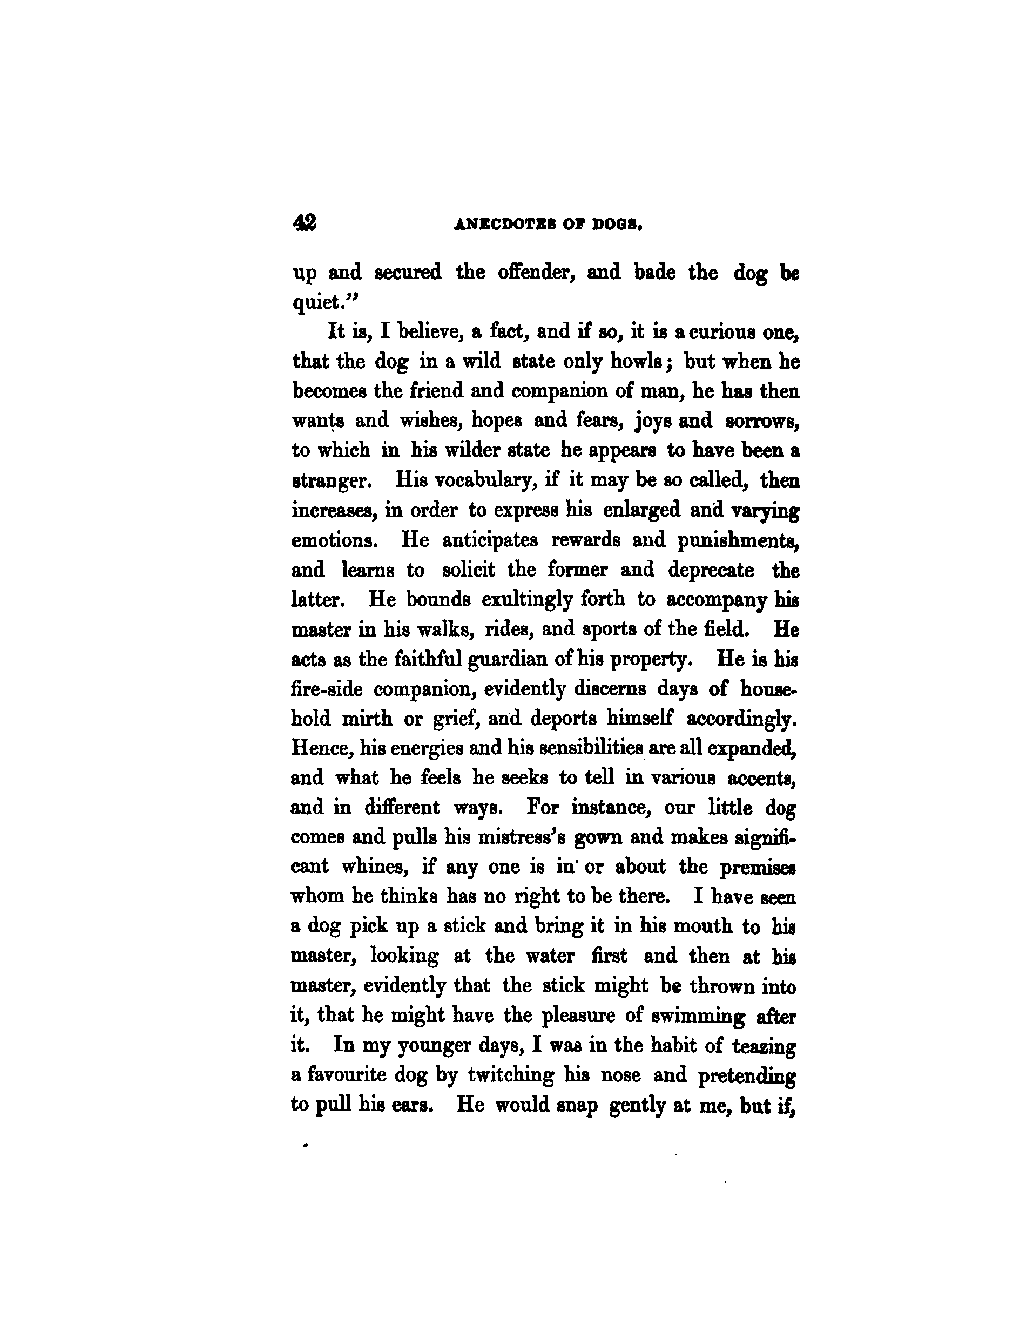 42 ANECDOTES OF DOGS.
up and secured the offender, and bade the dog be
quiet.”
It is, I believe, a fact, and if so, it is a curious one,
that the dog in a wild state only howls; but when he
becomes the friend and companion of man, he has then
wants and wishes, hopes and fears, joys and sorrows,
to which in his wilder state he appears to have been a
stranger. His vocabulary, if it may be so called, then
increases, in order to express his enlarged and varying
emotions. He anticipates rewards and punishments,
and learns to solicit the former and deprecate the
latter. He bounds exultingly forth to accompany his
master in his walks, rides, and sports of the field. He
acts as the faithful guardian of his property. He is his
fire-side companion, evidently discerns days of house-
hold mirth or grief, and deports himself accordingly.
Hence, his energies and his sensibilities are all expanded,
and what he feels he seeks to tell in various accents,
and in different ways. For instance, our little dog
comes and pulls his mistress’s gown and makes signifi-
cant whines, if any one is in or about the premises
whom he thinks has no right to be there. I have seen
a dog pick up a stick and bring it in his mouth to his
master, looking at the water first and then at his
master, evidently that the stick might be thrown into
it, that he might have the pleasure of swimming after
it. In my younger days, I was in the habit of teazing
a favourite dog by twitching his nose and pretending
to pull his ears. He would snap gently at me, but if,